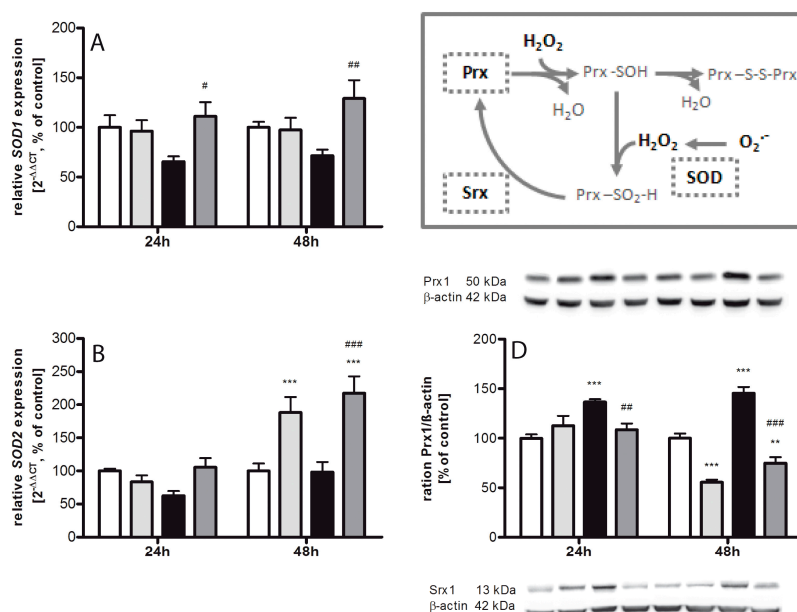 A
relative SOD1 expression
[2-ΔΔCT, % of control]
200
150
100
50
0
#
##
24h
48h
H2O2
Prx
Prx -SOH
Prx –S-S-Prx
H2O
H2O
H2O2
O2•-
SOD
Srx
Prx –SO2-H
Prx1 50 kDa
β-actin 42 kDa
B
relative SOD2 expression
[2-ΔΔCT, % of control]
300
250
200
150
100
50
0
***
###
***
24h
48h
D
ration Prx1/ß-actin
[% of control]
200
150
100
50
0
***
##
***
***
###
**
24h
48h
Srx1 13 kDa
β-actin 42 kDa